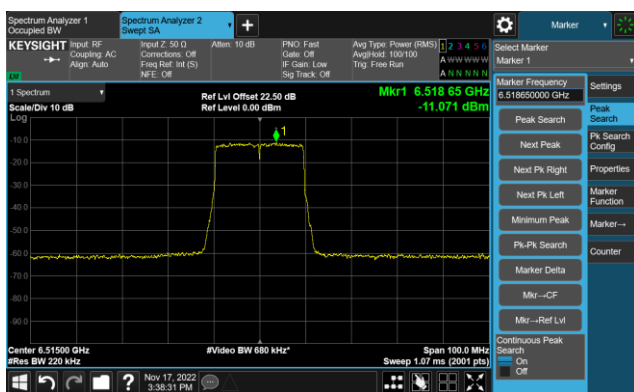 Spectrum Analyzer 1
Occupied BW
Spectrum Analyzer 2
Swept SA
Marker
KEYSIGHT
Input: RF
Coupling: AC
Align: Auto
Input Z: 50 Ω
Corrections: Off
Freq Ref: Int (S)
NFE: Off
Atten: 10 dB
PNO: Fast
Gate: Off
IF Gain: Low
Sig Track: Off
Avg Type: Power (RMS)
Avg|Hold: 100/100
Trig: Free Run
1 2 3 4 5 6
A W W W W W
A N N N N N
LXI
Select Marker
Marker 1
1 Spectrum
Scale/Div 10 dB
Log
Ref Lvl Offset 22.50 dB
Ref Level 0.00 dBm
Mkr1 6.518 65 GHz
-11.071 dBm
1
-10.0
-20.0
-30.0
-40.0
-50.0
-60.0
-70.0
-80.0
-90.0
Center 6.51500 GHz
#Res BW 220 kHz
#Video BW 680 kHz*
Span 100.0 MHz
Sweep 1.07 ms (2001 pts)
Marker Frequency
6.518650000 GHz
Peak Search
Next Peak
Next Pk Right
Next Pk Left
Minimum Peak
Pk-Pk Search
Marker Delta
Mkr→CF
Mkr→Ref Lvl
Continuous Peak
Search
On
Off
Settings
Peak
Search
Pk Search
Config
Properties
Marker
Function
Marker→
Counter
?
Nov 17, 2022
3:38:31 PM